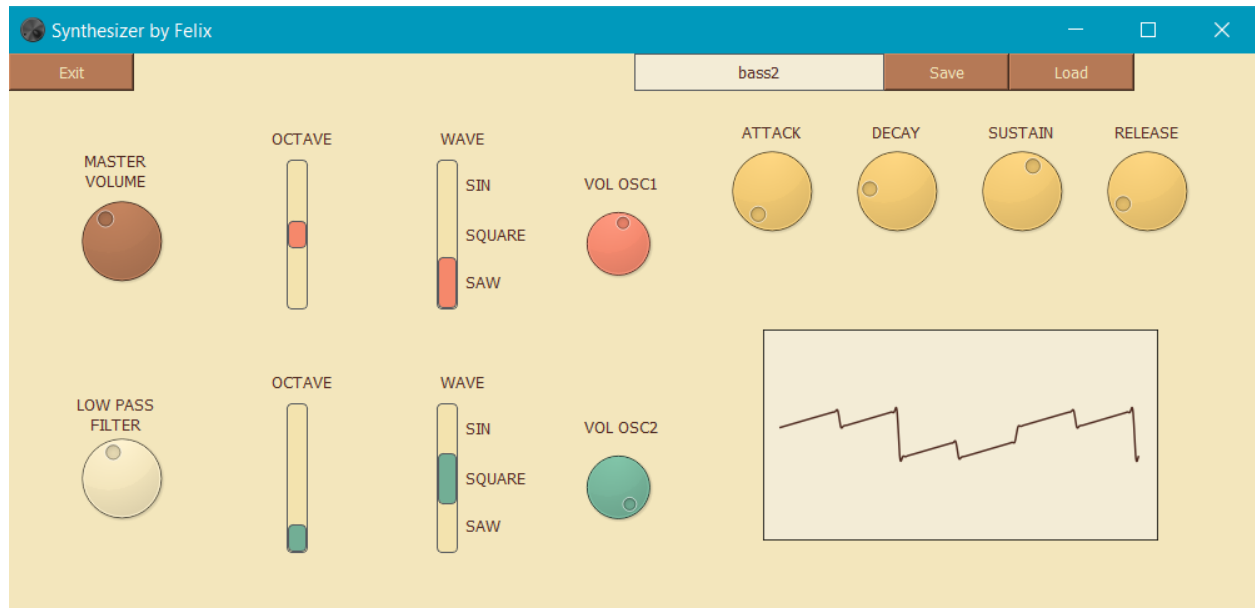 Synthesizer by Felix
Exit
bass2
Save
Load
MASTER
VOLUME
OCTAVE
WAVE
SIN
SQUARE
SAW
VOL OSC1
ATTACK
DECAY
SUSTAIN
RELEASE
LOW PASS
FILTER
OCTAVE
WAVE
SIN
SQUARE
SAW
VOL OSC2